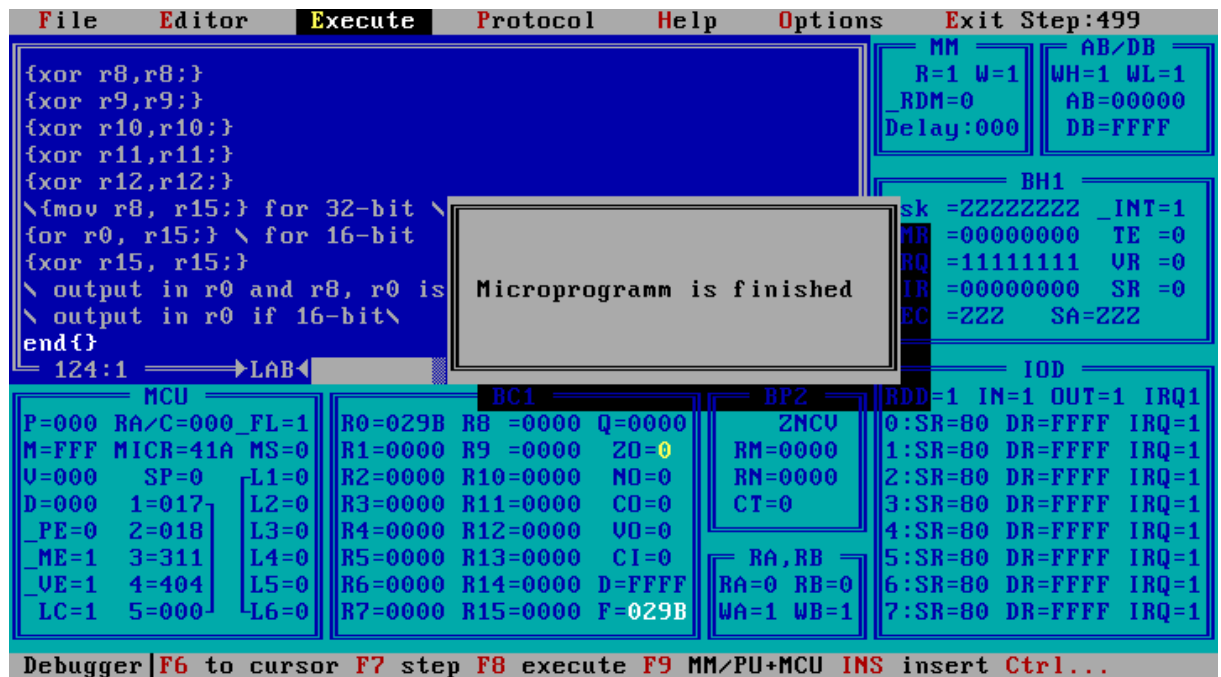 File Editor Execute Protocol Help Options Exit Step:499
{xor r8,r8;}
{xor r9,r9;}
{xor r10,r10;}
{xor r11,r11;}
{xor r12,r12;}
\{mov r8, r15;} for 32-bit \
{or r0, r15;} \ for 16-bit
{xor r15, r15;}
\ output in r0 and r8, r0 is
\ output in r0 if 16-bit\
end{}
124:1 LAB
MM
R=1 W=1
_RDM=0
Delay:000
AB/DB
WH=1 WL=1
AB=00000
DB=FFFF
BH1
sk =ZZZZZZZZ _INT=1
MR =00000000 TE =0
RQ =11111111 VR =0
IR =00000000 SR =0
EC =ZZZ SA=ZZZ
Microprogramm is finished
MCU
P=000 RA/C=000_FL=1
M=FFF MICR=41A MS=0
V=000 SP=0 L1=0
D=000 1=017 L2=0
_PE=0 2=018 L3=0
_ME=1 3=311 L4=0
_VE=1 4=404 L5=0
LC=1 5=000 L6=0
BC1
R0=029B R8 =0000 Q=0000
R1=0000 R9 =0000 ZO=0
R2=0000 R10=0000 NO=0
R3=0000 R11=0000 CO=0
R4=0000 R12=0000 VO=0
R5=0000 R13=0000 CI=0
R6=0000 R14=0000 D=FFFF
R7=0000 R15=0000 F=029B
BP2
ZNCV
RM=0000
RN=0000
CT=0
RA,RB
RA=0 RB=0
WA=1 WB=1
IOD
RDD=1 IN=1 OUT=1 IRQ1
0:SR=80 DR=FFFF IRQ=1
1:SR=80 DR=FFFF IRQ=1
2:SR=80 DR=FFFF IRQ=1
3:SR=80 DR=FFFF IRQ=1
4:SR=80 DR=FFFF IRQ=1
5:SR=80 DR=FFFF IRQ=1
6:SR=80 DR=FFFF IRQ=1
7:SR=80 DR=FFFF IRQ=1
Debugger|F6 to cursor F7 step F8 execute F9 MM/PU+MCU INS insert Ctrl...